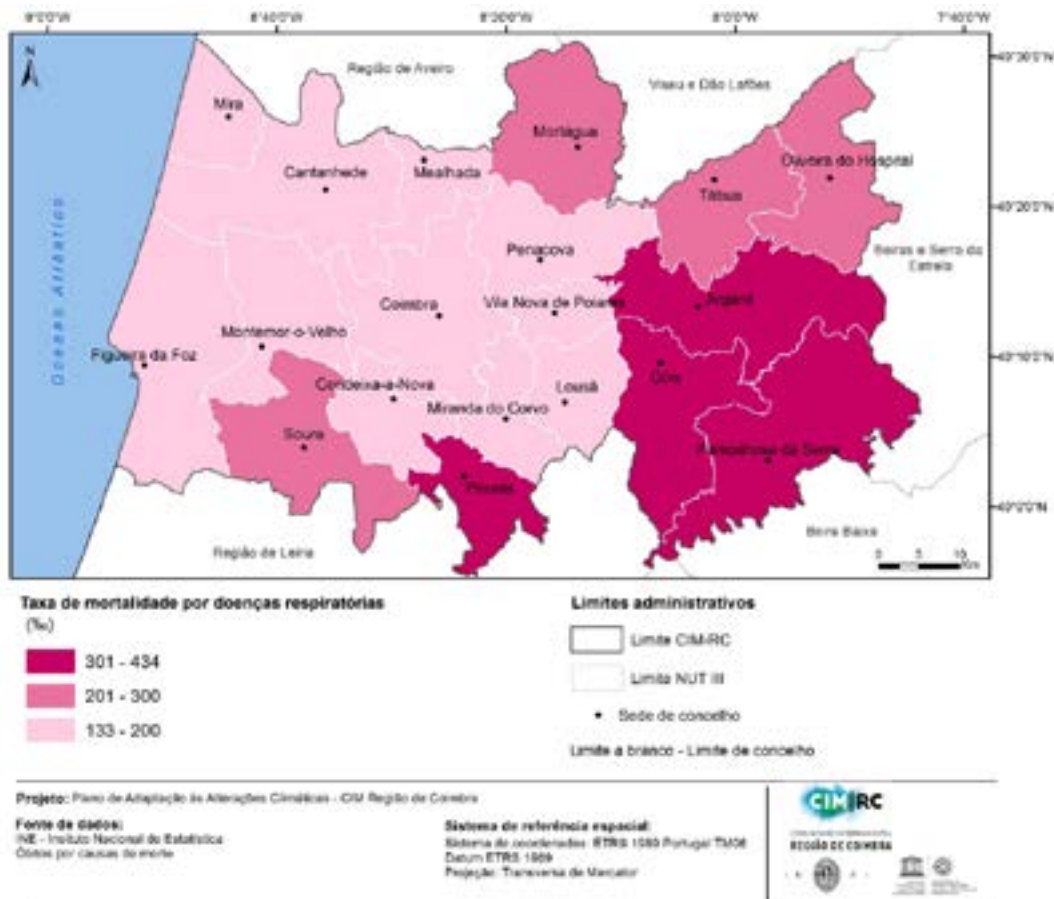 8°40'0"W
8°0'0"W
7°40'0"W
N
Região de Aveiro
Viseu e Dão Lafões
40°30'0"N
Mira
Mortágua
Cantanhede
Mealhada
Oliveira do Hospital
Tábua
40°20'0"N
Oceano Atlântico
Penacova
Beiras e Serra da
Estrela
Coimbra
Vila Nova de Poiares
Arganil
Montemor-o-Velho
Figueira da Foz
40°10'0"N
Condeixa-a-Nova
Lousã
Góis
Miranda do Corvo
Soure
Pampilhosa da Serra
Penela
40°0'0"N
Região de Leiria
Beira Baixa
0 5 10
Km
Taxa de mortalidade por doenças respiratórias
(‰)
301 - 434
201 - 300
133 - 200
Limites administrativos
Limite CIM-RC
Limite NUT III
Sede de concelho
Limite a branco - Limite de concelho
Projeto: Plano de Adaptação às Alterações Climáticas - CIM Região de Coimbra
Fonte de dados:
INE - Instituto Nacional de Estatística
Óbitos por causas de morte
Sistema de referência espacial:
Sistema de coordenadas: ETRS 1989 Portugal TM06
Datum ETRS 1989
Projeção: Transversa de Mercator
CIM|RC
REGIÃO DE COIMBRA